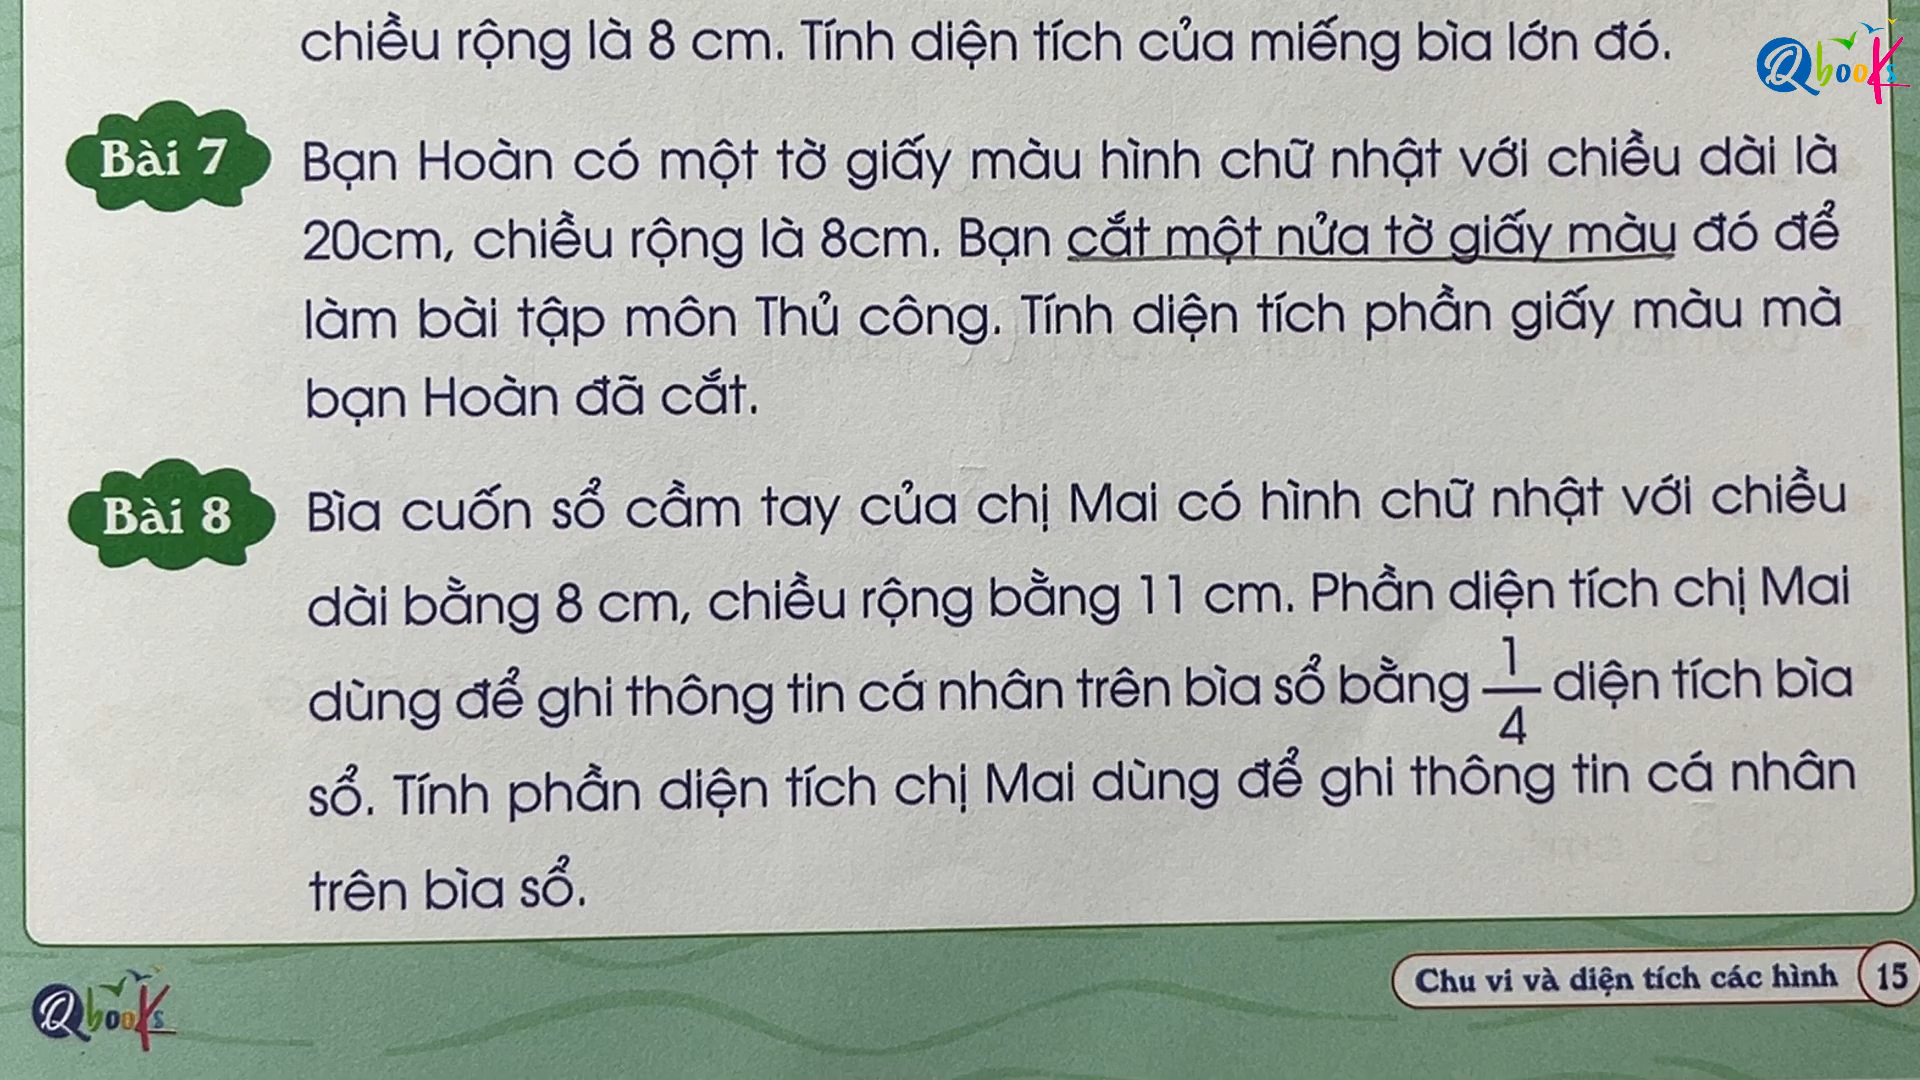 chiều rộng là 8 cm. Tính diện tích của miếng bìa lớn đó.
Qbooks
Bài 7
Bạn Hoàn có một tờ giấy màu hình chữ nhật với chiều dài là
20cm, chiều rộng là 8cm. Bạn cắt một nửa tờ giấy màu đó để
làm bài tập môn Thủ công. Tính diện tích phần giấy màu mà
bạn Hoàn đã cắt.
Bài 8
Bìa cuốn sổ cầm tay của chị Mai có hình chữ nhật với chiều
dài bằng 8 cm, chiều rộng bằng 11 cm. Phần diện tích chị Mai
dùng để ghi thông tin cá nhân trên bìa sổ bằng 1/4 diện tích bìa
sổ. Tính phần diện tích chị Mai dùng để ghi thông tin cá nhân
trên bìa sổ.
Chu vi và diện tích các hình 15
Qbooks